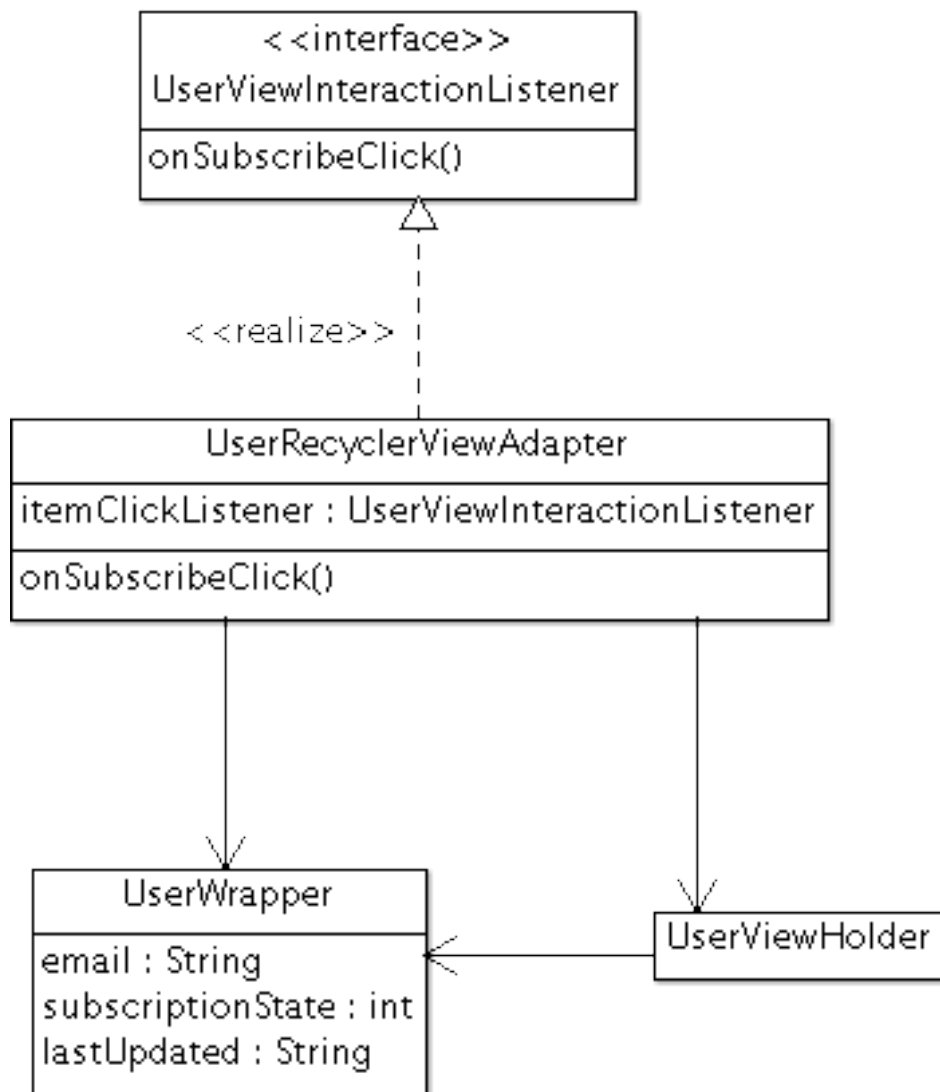 <<interface>>
UserViewInteractionListener
onSubscribeClick()
<<realize>>
UserRecyclerViewAdapter
itemClickListener : UserViewInteractionListener
onSubscribeClick()
UserWrapper
email : String
subscriptionState : int
lastUpdated : String
UserViewHolder